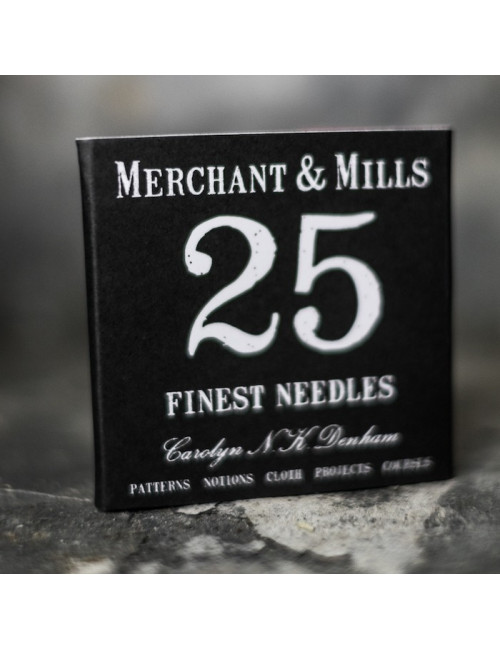 MERCHANT & MILLS
25
FINEST NEEDLES
Carolyn N.K. Denham
PATTERNS NOTIONS CLOTH PROJECTS COURSES